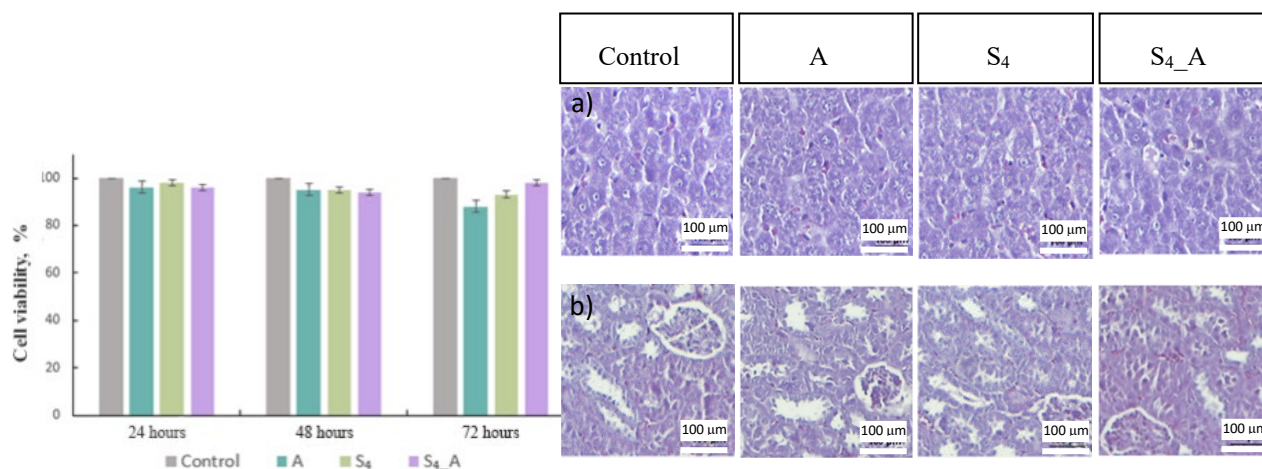 Cell viability, %
100
80
60
40
20
0
24 hours
48 hours
72 hours
Control
A
S₄
S₄_A
Control
A
S₄
S₄_A
a)
100 μm
100 μm
100 μm
100 μm
b)
100 μm
100 μm
100 μm
100 μm